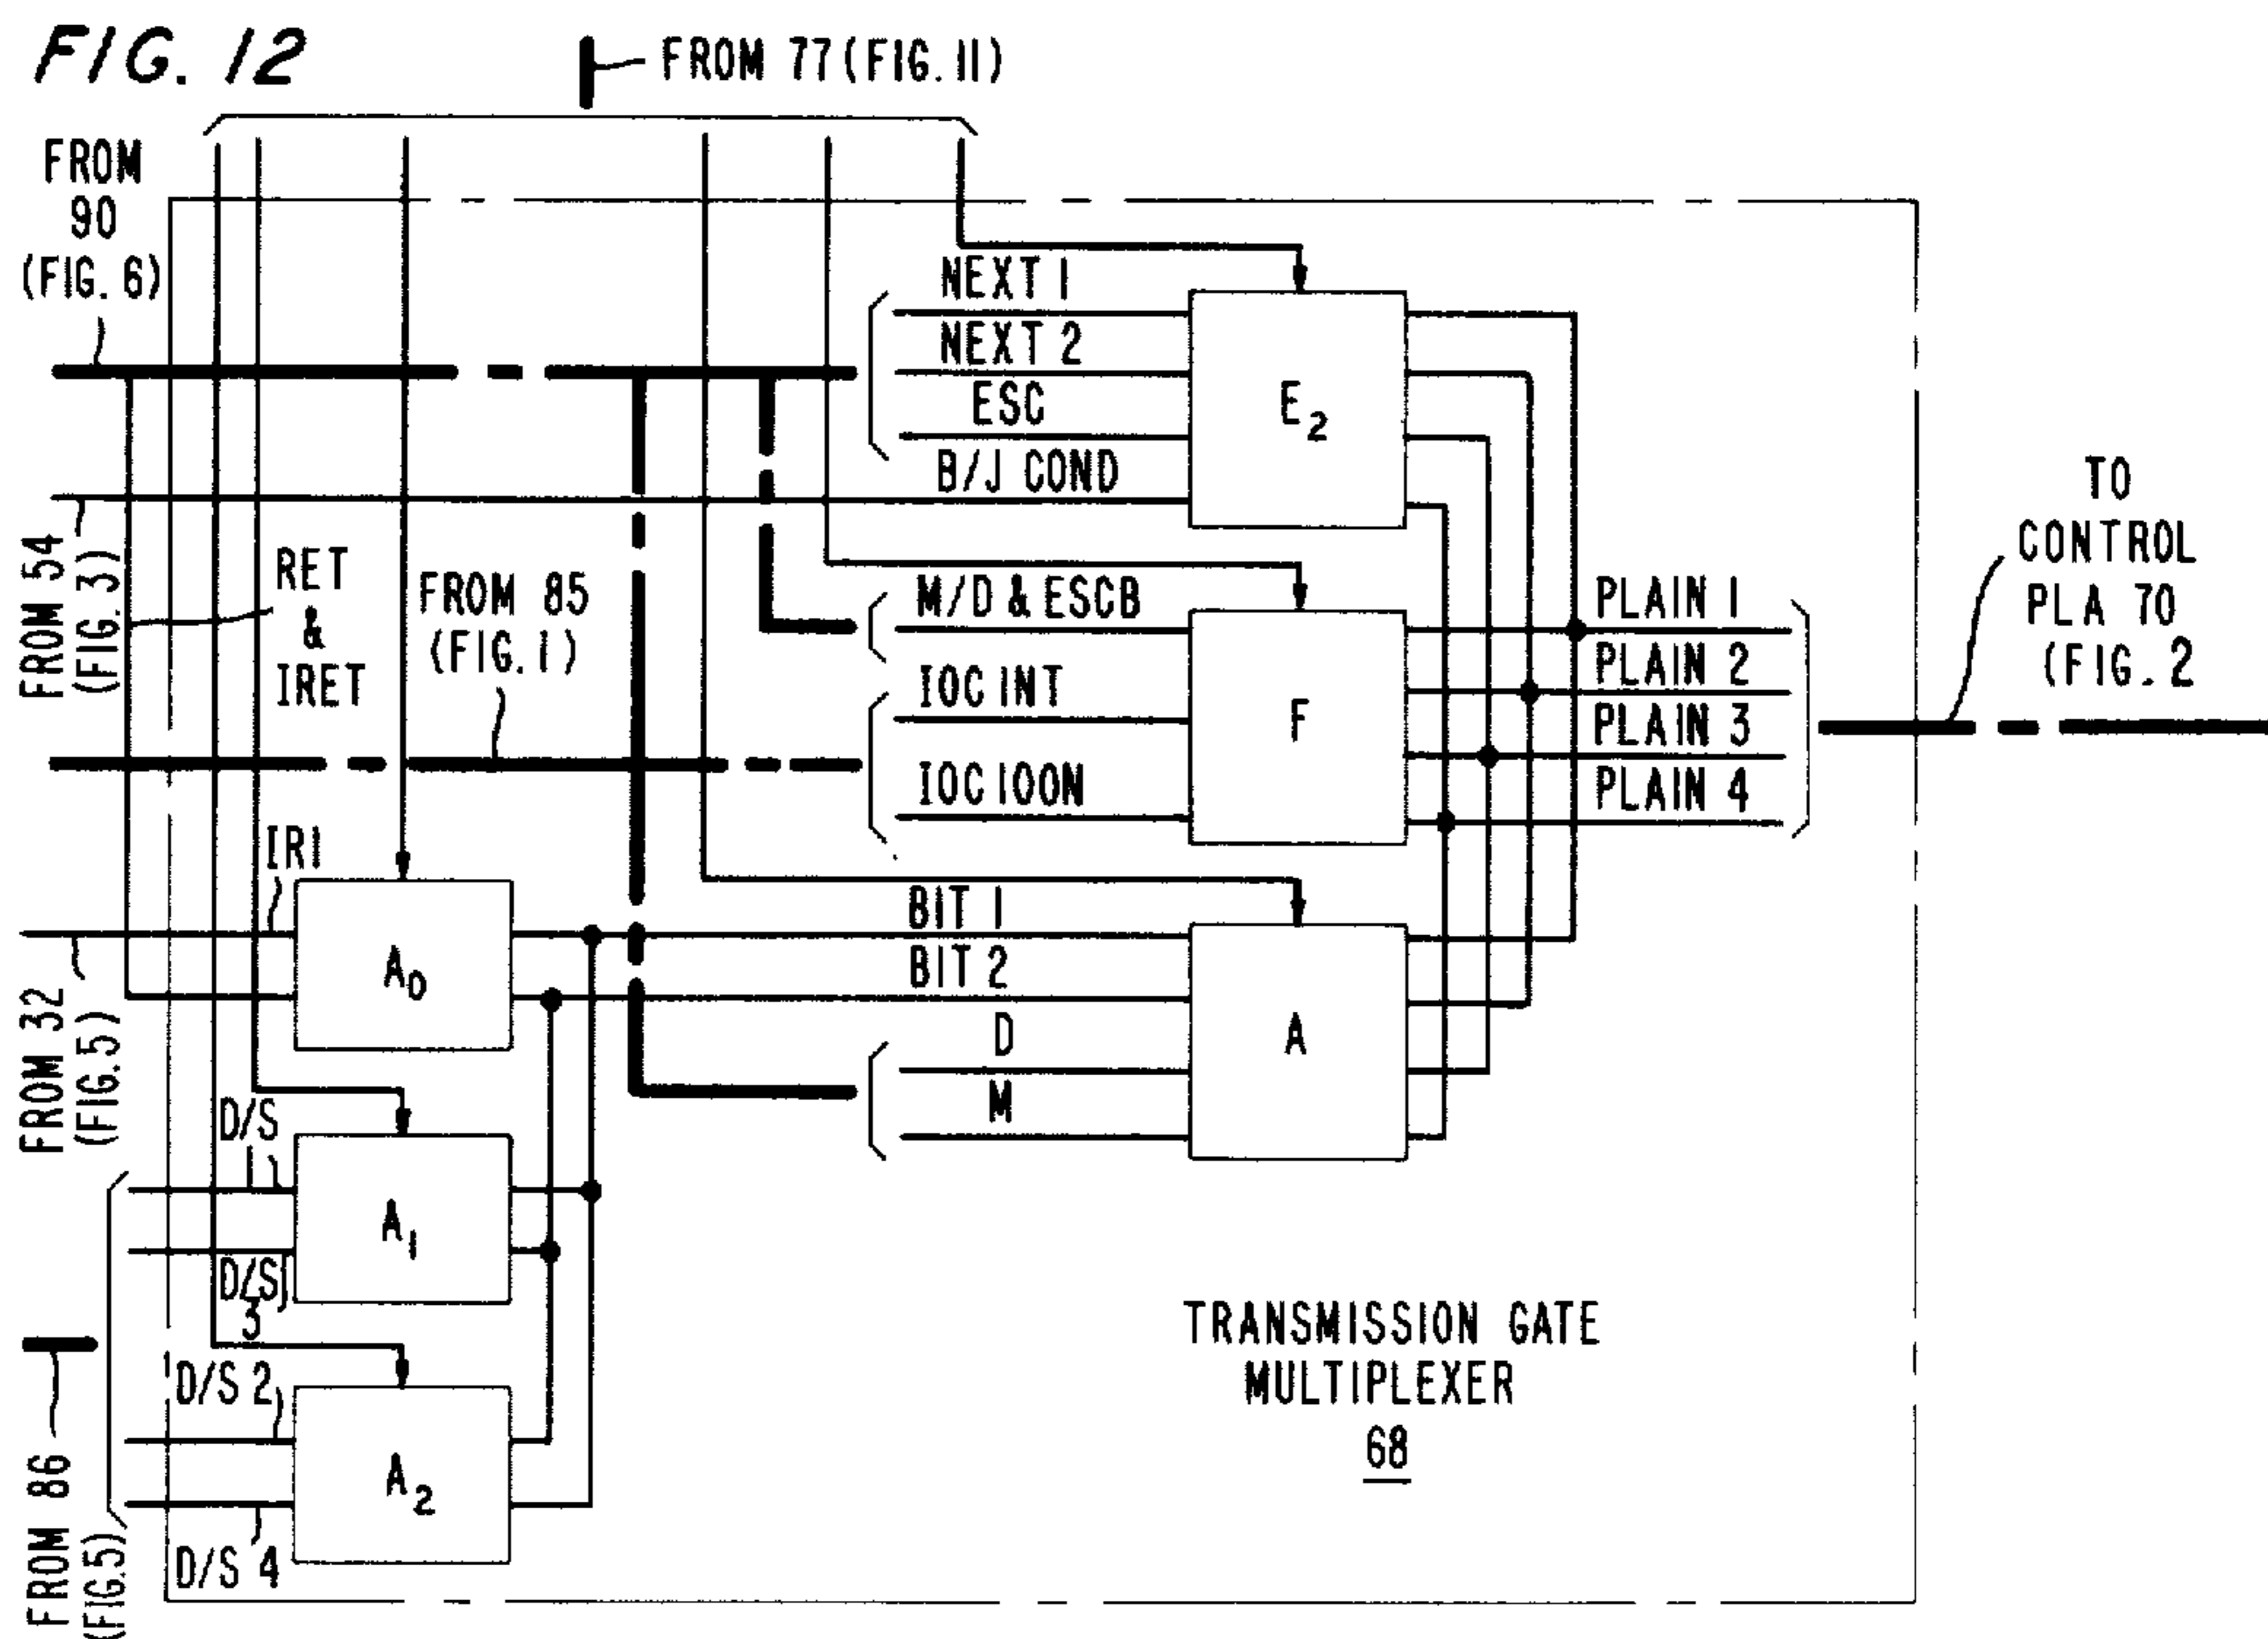 FIG. 12
FROM 77 (FIG. 11)
FROM
90
(FIG. 6)
NEXT 1
NEXT 2
ESC
B/J COND
E2
FROM 54
(FIG. 3)
RET
&
IRET
FROM 85
(FIG. 1)
M/D & ESCB
IOC INT
IOC 100N
F
PLAIN 1
PLAIN 2
PLAIN 3
PLAIN 4
TO
CONTROL
PLA 70
(FIG. 2
IR1
A0
FROM 32
(FIG. 5)
BIT 1
BIT 2
D
M
A
D/S
1
A1
D/S
3
D/S 2
A2
D/S 4
FROM 86
(FIG. 5)
TRANSMISSION GATE
MULTIPLEXER
68